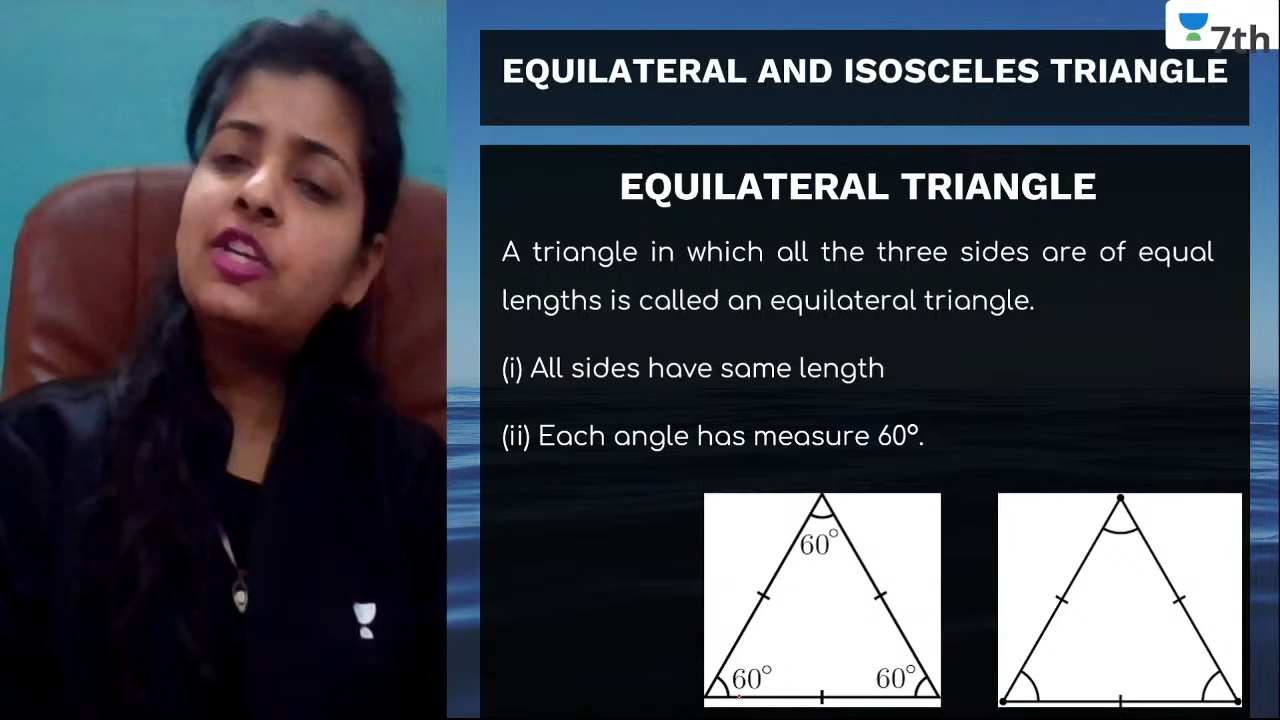 7th
EQUILATERAL AND ISOSCELES TRIANGLE
EQUILATERAL TRIANGLE
A triangle in which all the three sides are of equal
lengths is called an equilateral triangle.
(i) All sides have same length
(ii) Each angle has measure 60°.
60°
60° 60°